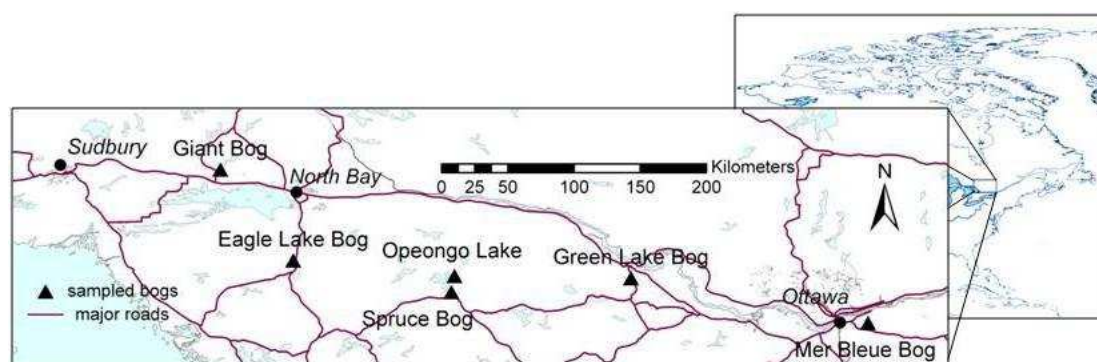 Sudbury
Giant Bog
North Bay
Kilometers
0 25 50 100 150 200
N
Eagle Lake Bog
Opeongo Lake
Green Lake Bog
sampled bogs
major roads
Spruce Bog
Ottawa
Mer Bleue Bog